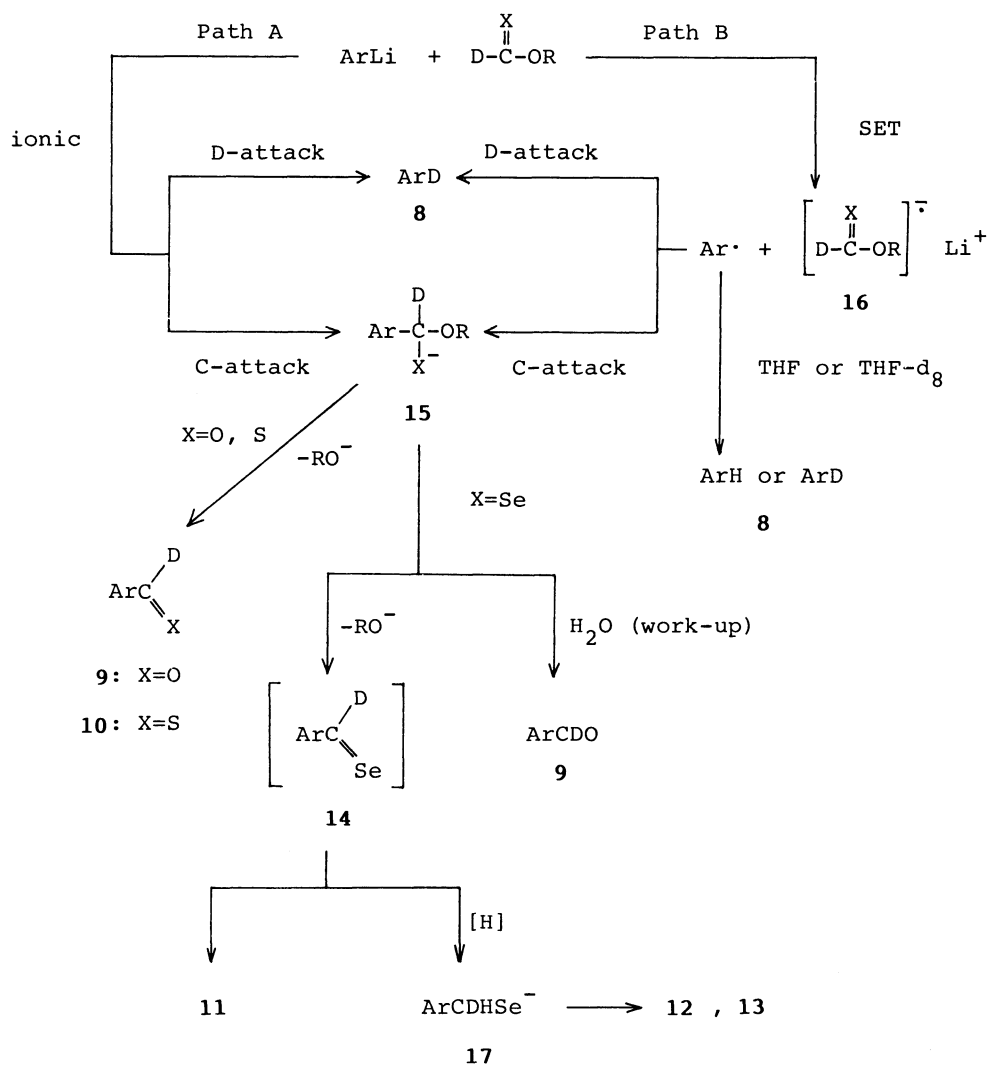 Path A
ArLi + D-C-OR
X
Path B
ionic
SET
D-attack
D-attack
ArD
8
Ar· + [D-C-OR]⁻· Li⁺
X
16
D
Ar-C-OR
X⁻
C-attack
C-attack
THF or THF-d₈
15
X=O, S
-RO⁻
X=Se
ArH or ArD
8
D
ArC
X
9: X=O
10: X=S
-RO⁻
H₂O (work-up)
D
ArC
Se
14
ArCDO
9
[H]
11
ArCDHSe⁻
12 , 13
17